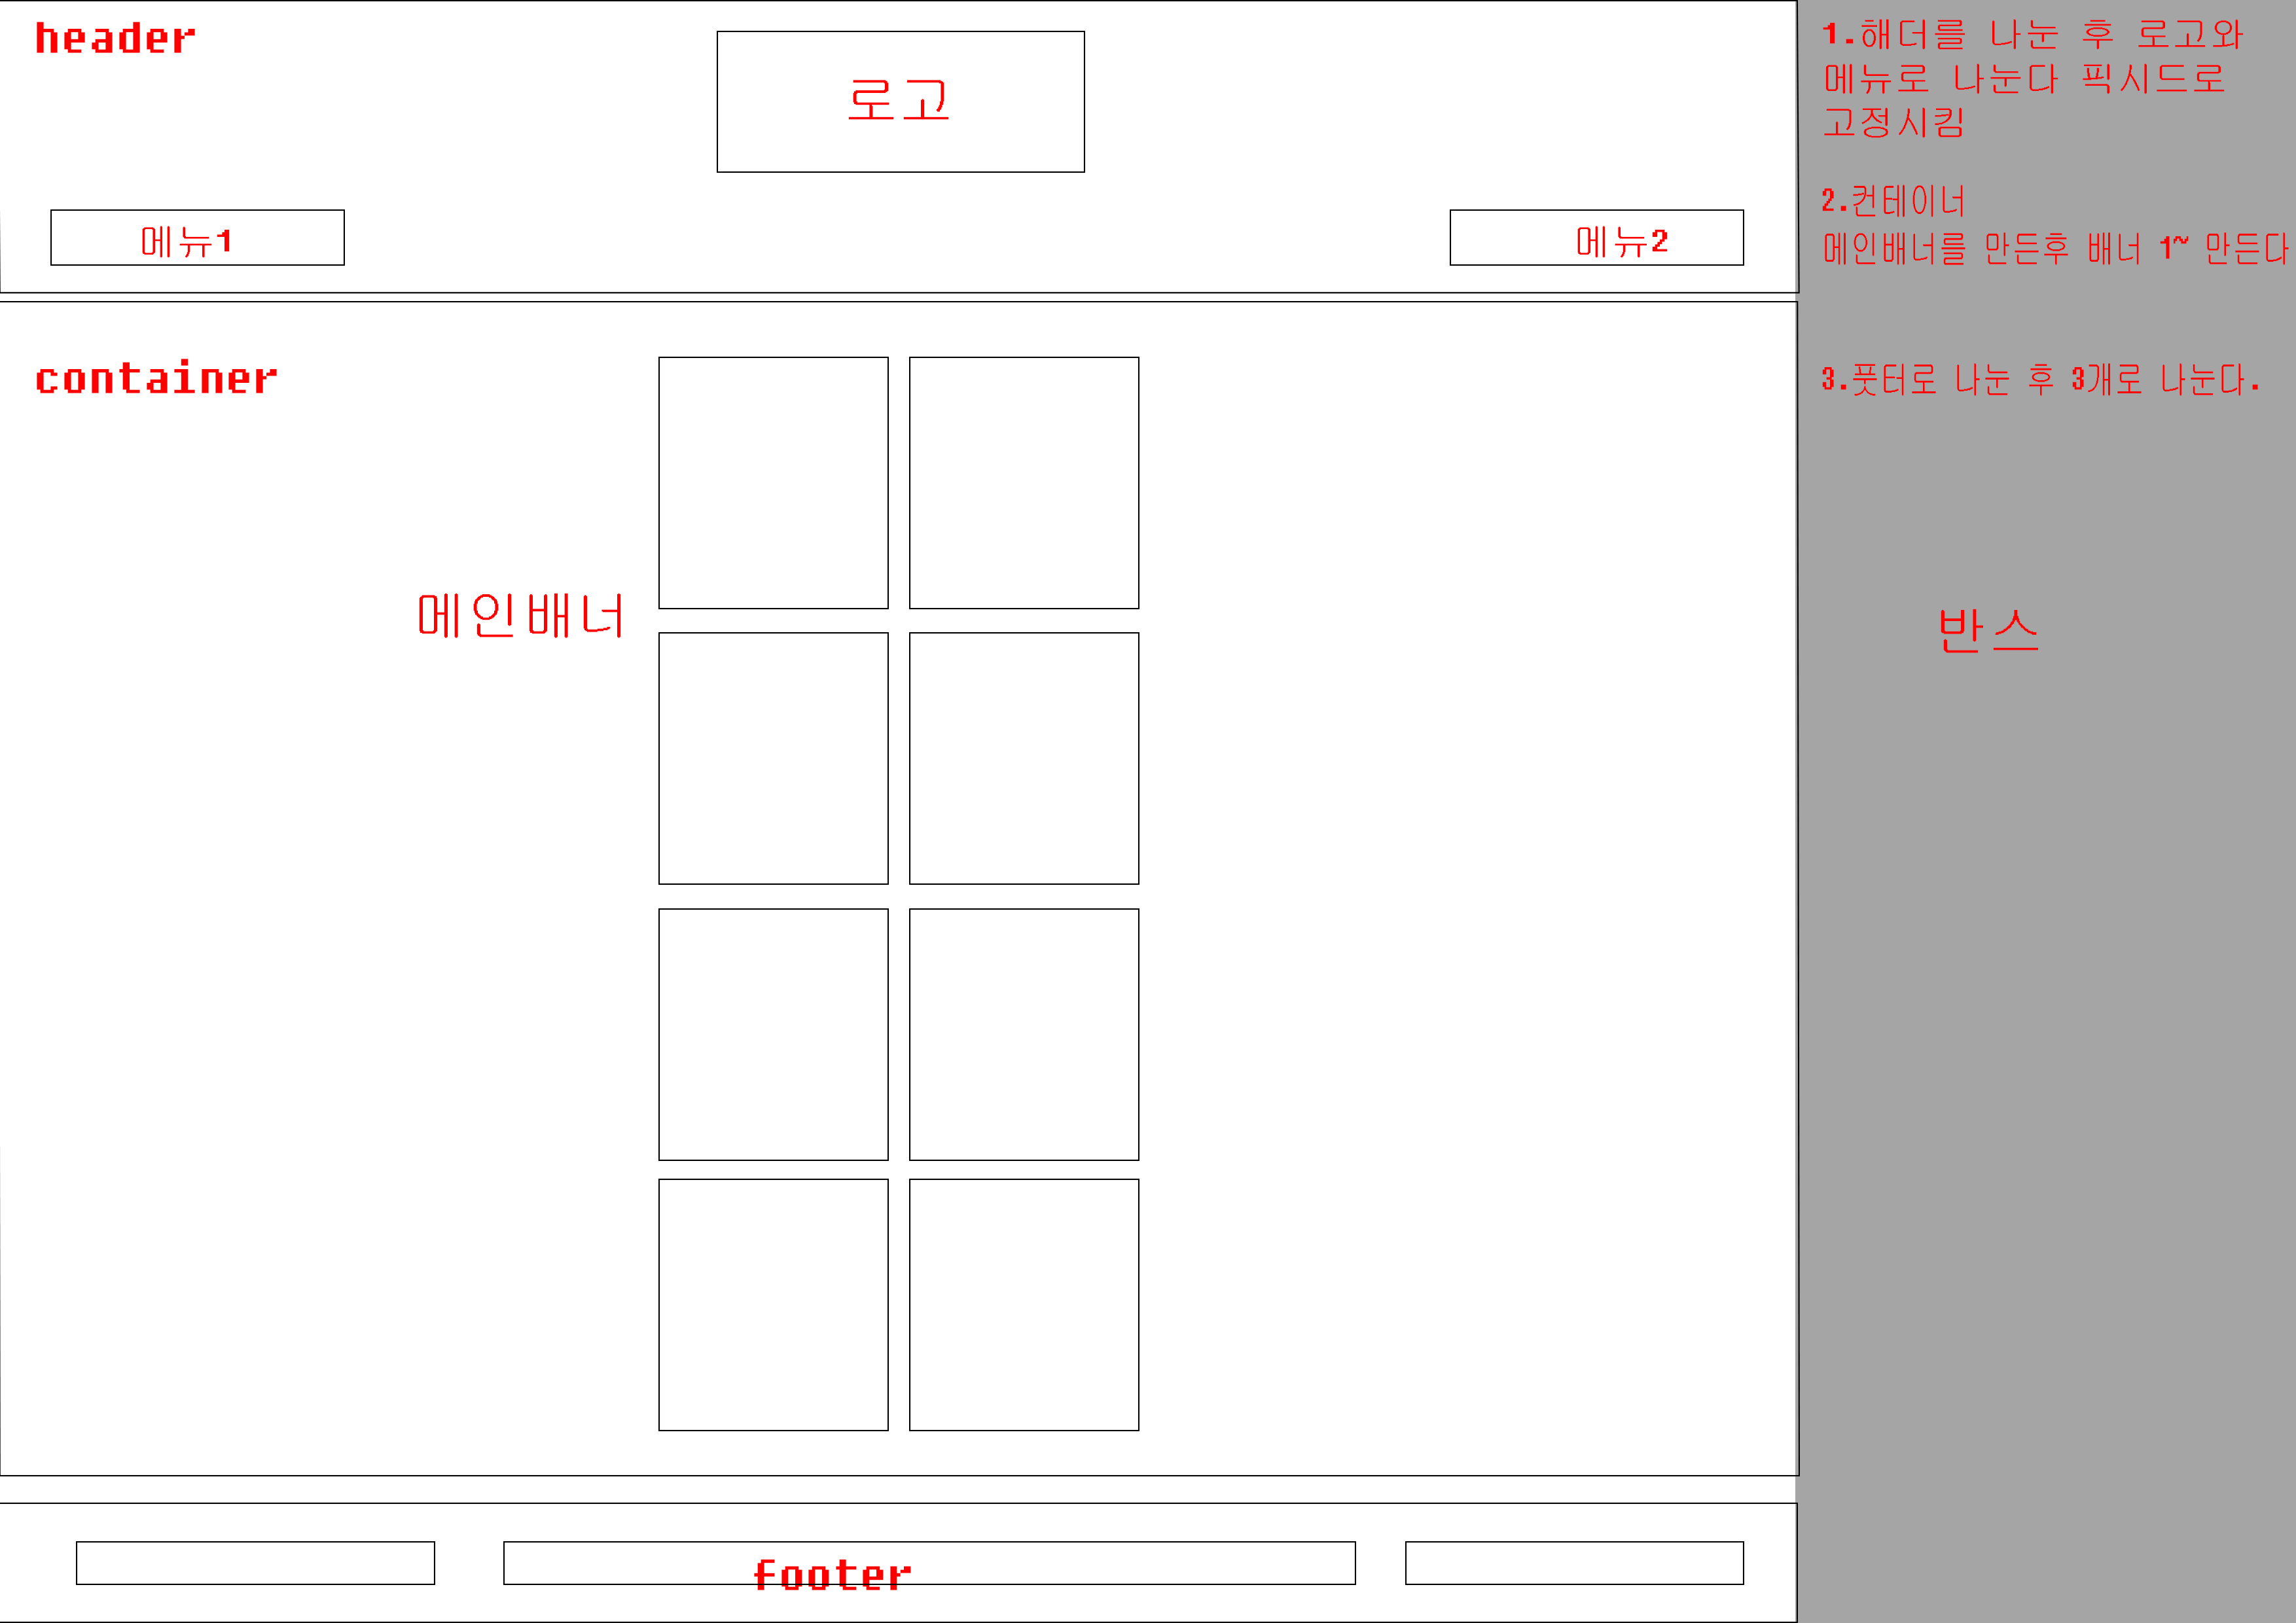 header
로고
메뉴1
메뉴2
container
메인배너
footer
1.해더를 나눈 후 로고와
메뉴로 나눈다 픽시드로
고정시킴
2.컨테이너
메인배너를 만든후 배너 1~ 만든다
3.풋터로 나눈 후 3개로 나눈다.
반스